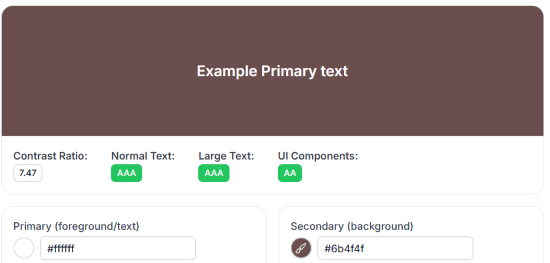 Example Primary text
Contrast Ratio: Normal Text: Large Text: UI Components:
7.47 AAA AAA AA
Primary (foreground/text) Secondary (background)
#ffffff #6b4f4f